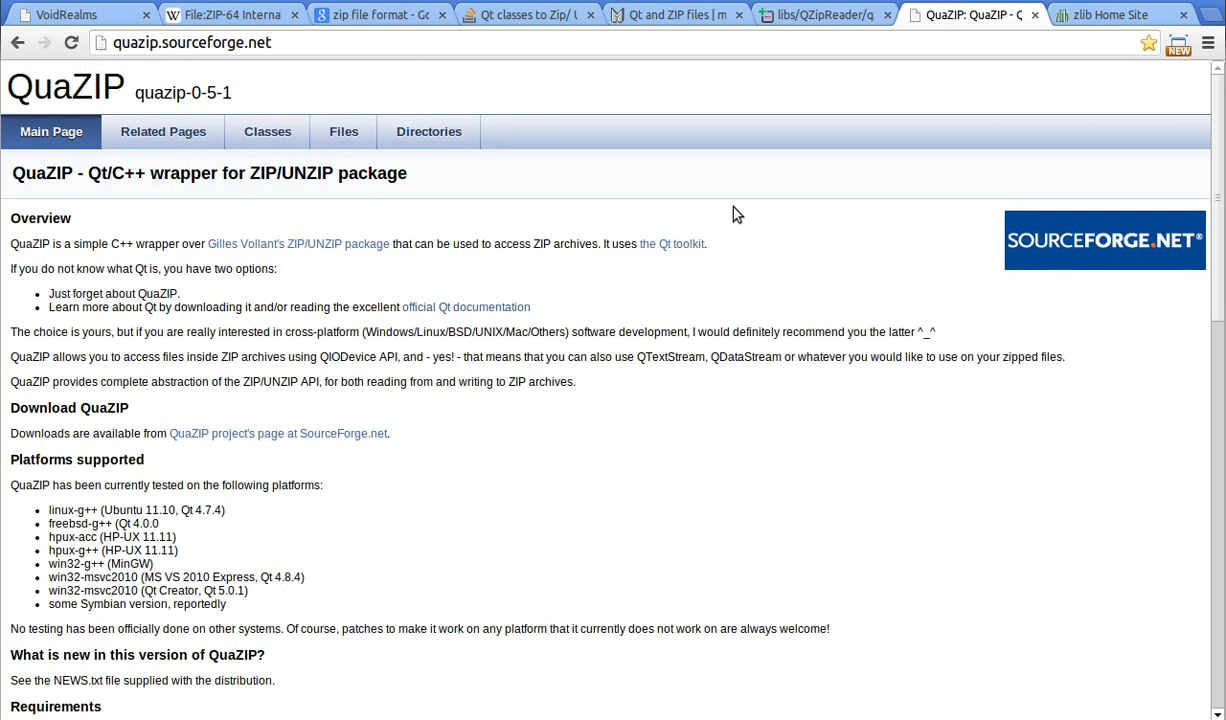 VoidRealms
File:ZIP-64 Interna
zip file format - Go
Qt classes to Zip/ U
Qt and ZIP files | m
libs/QZipReader/qz
QuaZIP: QuaZIP - Q
zlib Home Site
quazip.sourceforge.net
NEW
QuaZIP quazip-0-5-1
Main Page Related Pages Classes Files Directories
QuaZIP - Qt/C++ wrapper for ZIP/UNZIP package
Overview
SOURCEFORGE.NET®
QuaZIP is a simple C++ wrapper over Gilles Vollant's ZIP/UNZIP package that can be used to access ZIP archives. It uses the Qt toolkit.
If you do not know what Qt is, you have two options:
Just forget about QuaZIP.
Learn more about Qt by downloading it and/or reading the excellent official Qt documentation
The choice is yours, but if you are really interested in cross-platform (Windows/Linux/BSD/UNIX/Mac/Others) software development, I would definitely recommend you the latter ^_^
QuaZIP allows you to access files inside ZIP archives using QIODevice API, and - yes! - that means that you can also use QTextStream, QDataStream or whatever you would like to use on your zipped files.
QuaZIP provides complete abstraction of the ZIP/UNZIP API, for both reading from and writing to ZIP archives.
Download QuaZIP
Downloads are available from QuaZIP project's page at SourceForge.net.
Platforms supported
QuaZIP has been currently tested on the following platforms:
linux-g++ (Ubuntu 11.10, Qt 4.7.4)
freebsd-g++ (Qt 4.0.0
hpux-acc (HP-UX 11.11)
hpux-g++ (HP-UX 11.11)
win32-g++ (MinGW)
win32-msvc2010 (MS VS 2010 Express, Qt 4.8.4)
win32-msvc2010 (Qt Creator, Qt 5.0.1)
some Symbian version, reportedly
No testing has been officially done on other systems. Of course, patches to make it work on any platform that it currently does not work on are always welcome!
What is new in this version of QuaZIP?
See the NEWS.txt file supplied with the distribution.
Requirements